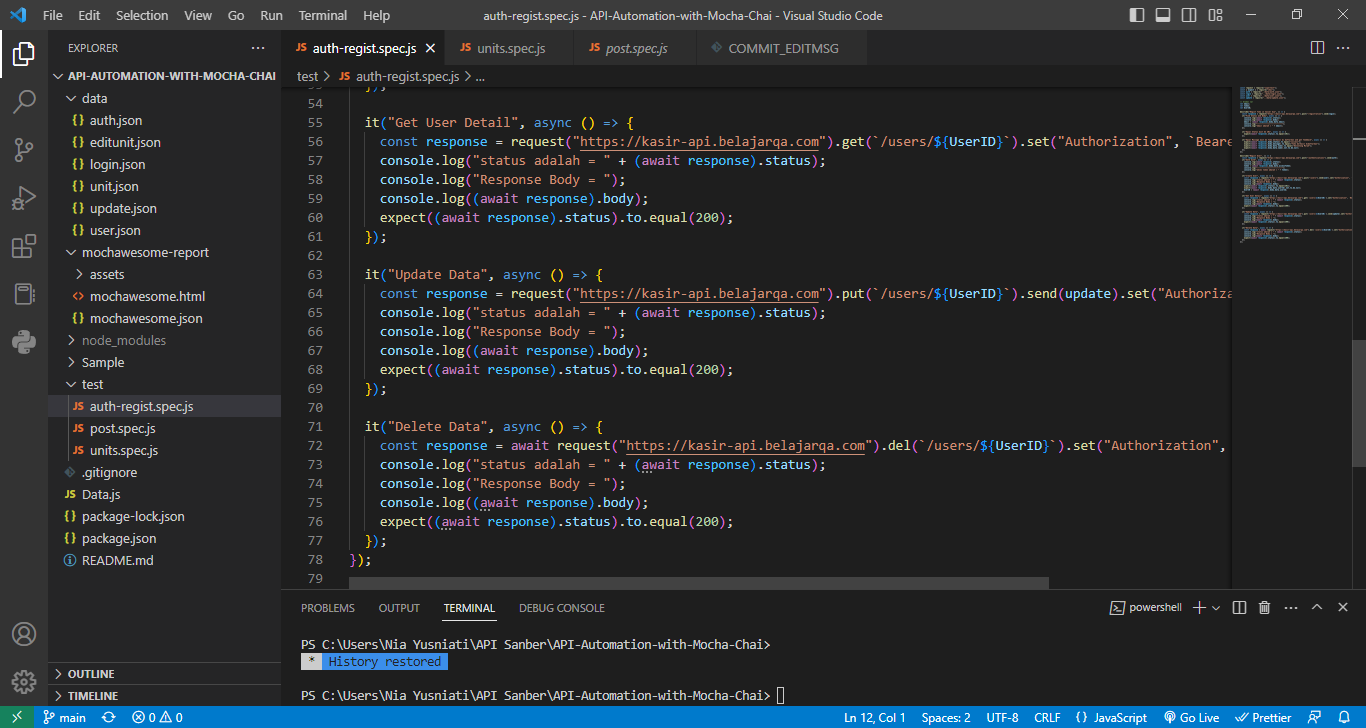 File Edit Selection View Go Run Terminal Help
auth-regist.spec.js - API-Automation-with-Mocha-Chai - Visual Studio Code
EXPLORER
API-AUTOMATION-WITH-MOCHA-CHAI
data
{} auth.json
{} editunit.json
{} login.json
{} unit.json
{} update.json
{} user.json
mochawesome-report
assets
<> mochawesome.html
{} mochawesome.json
node_modules
Sample
test
JS auth-regist.spec.js
JS post.spec.js
JS units.spec.js
.gitignore
JS Data.js
{} package-lock.json
{} package.json
README.md
OUTLINE
TIMELINE
JS auth-regist.spec.js JS units.spec.js JS post.spec.js COMMIT_EDITMSG
test > JS auth-regist.spec.js > ...
53 });
54
55 it("Get User Detail", async () => {
56 const response = request("https://kasir-api.belajarqa.com").get(`/users/${UserID}`).set("Authorization", `Beare
57 console.log("status adalah = " + (await response).status);
58 console.log("Response Body = ");
59 console.log((await response).body);
60 expect((await response).status).to.equal(200);
61 });
62
63 it("Update Data", async () => {
64 const response = request("https://kasir-api.belajarqa.com").put(`/users/${UserID}`).send(update).set("Authoriza
65 console.log("status adalah = " + (await response).status);
66 console.log("Response Body = ");
67 console.log((await response).body);
68 expect((await response).status).to.equal(200);
69 });
70
71 it("Delete Data", async () => {
72 const response = await request("https://kasir-api.belajarqa.com").del(`/users/${UserID}`).set("Authorization",
73 console.log("status adalah = " + (await response).status);
74 console.log("Response Body = ");
75 console.log((await response).body);
76 expect((await response).status).to.equal(200);
77 });
78 });
79
PROBLEMS OUTPUT TERMINAL DEBUG CONSOLE
powershell
PS C:\Users\Nia Yusniati\API Sanber\API-Automation-with-Mocha-Chai>
* History restored
PS C:\Users\Nia Yusniati\API Sanber\API-Automation-with-Mocha-Chai>
main 0 0 Ln 12, Col 1 Spaces: 2 UTF-8 CRLF {} JavaScript Go Live Prettier